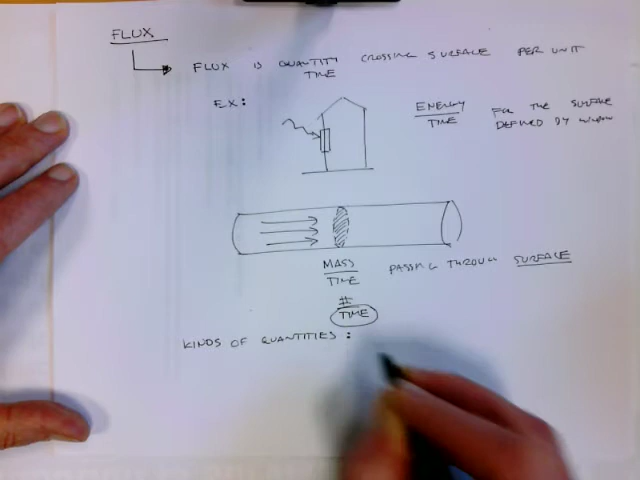 FLUX
FLUX IS QUANTITY CROSSING SURFACE PER UNIT
TIME
EX:
ENERGY
TIME
FOR THE SURFACE
DEFINED BY WINDOW
MASS
TIME
PASSING THROUGH SURFACE
#
TIME
KINDS OF QUANTITIES :